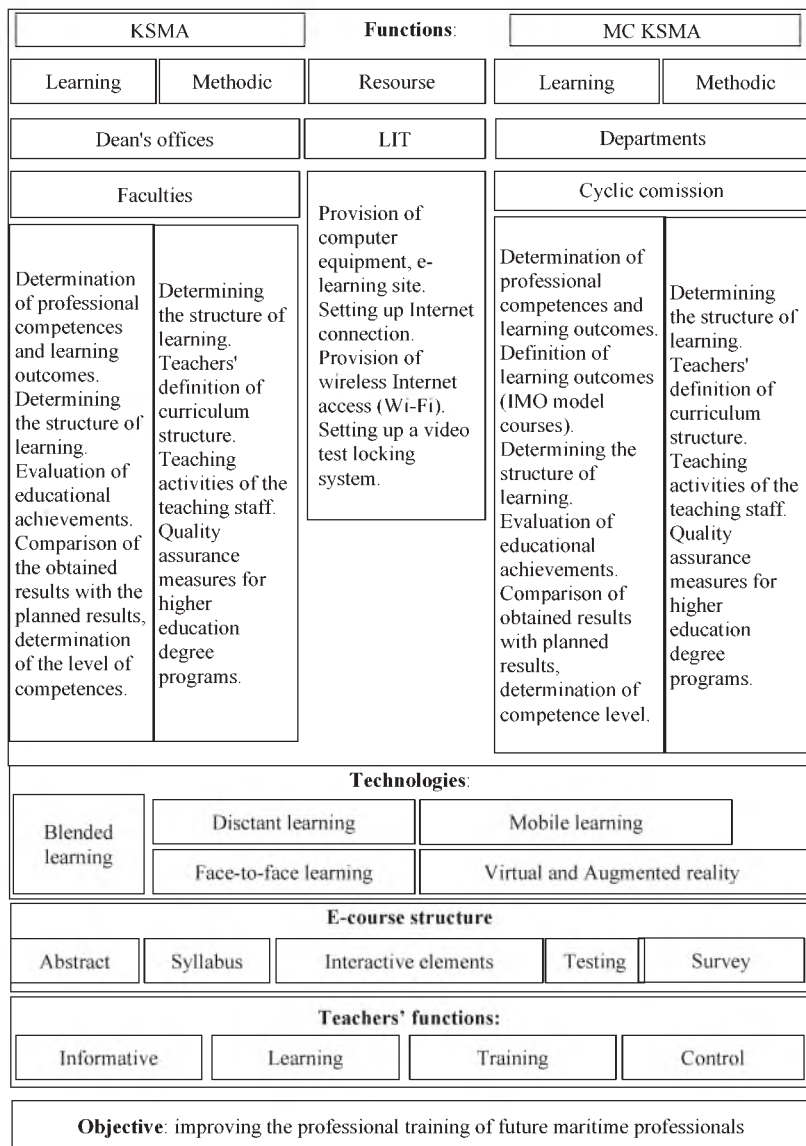 KSMA Functions: MC KSMA
Learning Methodic Resourse Learning Methodic
Dean's offices LIT Departments
Faculties
Cyclic comission
Determination
of professional
competences
and learning
outcomes.
Determining
the structure of
learning.
Evaluation of
educational
achievements.
Comparison of
the obtained
results with the
planned results,
determination
of the level of
competences.
Determining
the structure of
learning.
Teachers'
definition of
curriculum
structure.
Teaching
activities of the
teaching staff.
Quality
assurance
measures for
higher
education
degree
programs.
Provision of
computer
equipment, e-
learning site.
Setting up Internet
connection.
Provision of
wireless Internet
access (Wi-Fi).
Setting up a video
test locking
system.
Determination of
professional
competences and
learning outcomes.
Definition of
learning outcomes
(IMO model
courses).
Determining the
structure of
learning.
Evaluation of
educational
achievements.
Comparison of
obtained results
with planned
results,
determination of
competence level.
Determining
the structure of
learning.
Teachers'
definition of
curriculum
structure.
Teaching
activities of the
teaching staff.
Quality
assurance
measures for
higher
education
degree
programs.
Technologies:
Blended
learning
Disctant learning Mobile learning
Face-to-face learning Virtual and Augmented reality
E-course structure
Abstract Syllabus Interactive elements Testing Survey
Teachers’ functions:
Informative Learning Training Control
Objective: improving the professional training of future maritime professionals